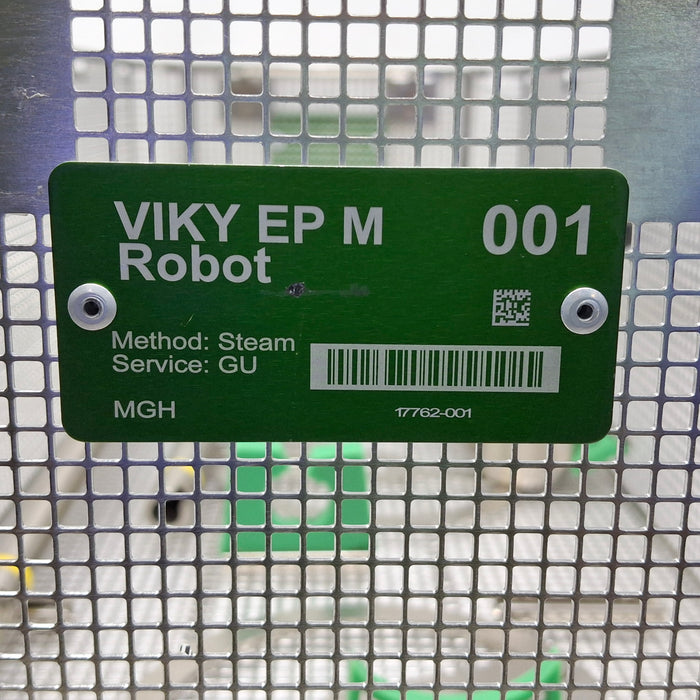 VIKY EP M 001
Robot
Method: Steam
Service: GU
MGH
17762-001